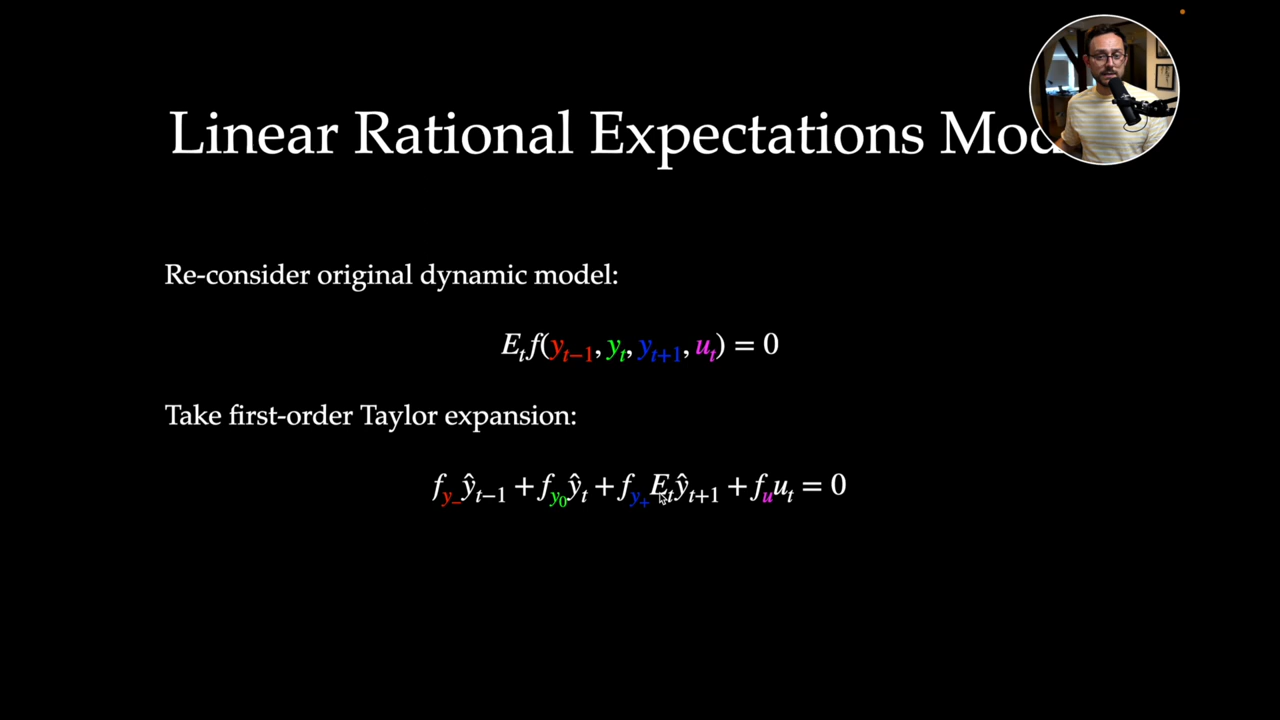 Linear Rational Expectations Mod
Re-consider original dynamic model:
E_t f(y_{t−1}, y_t, y_{t+1}, u_t) = 0
Take first-order Taylor expansion:
f_{y_−} ŷ_{t−1} + f_{y_0} ŷ_t + f_{y_+} E_t ŷ_{t+1} + f_u u_t = 0